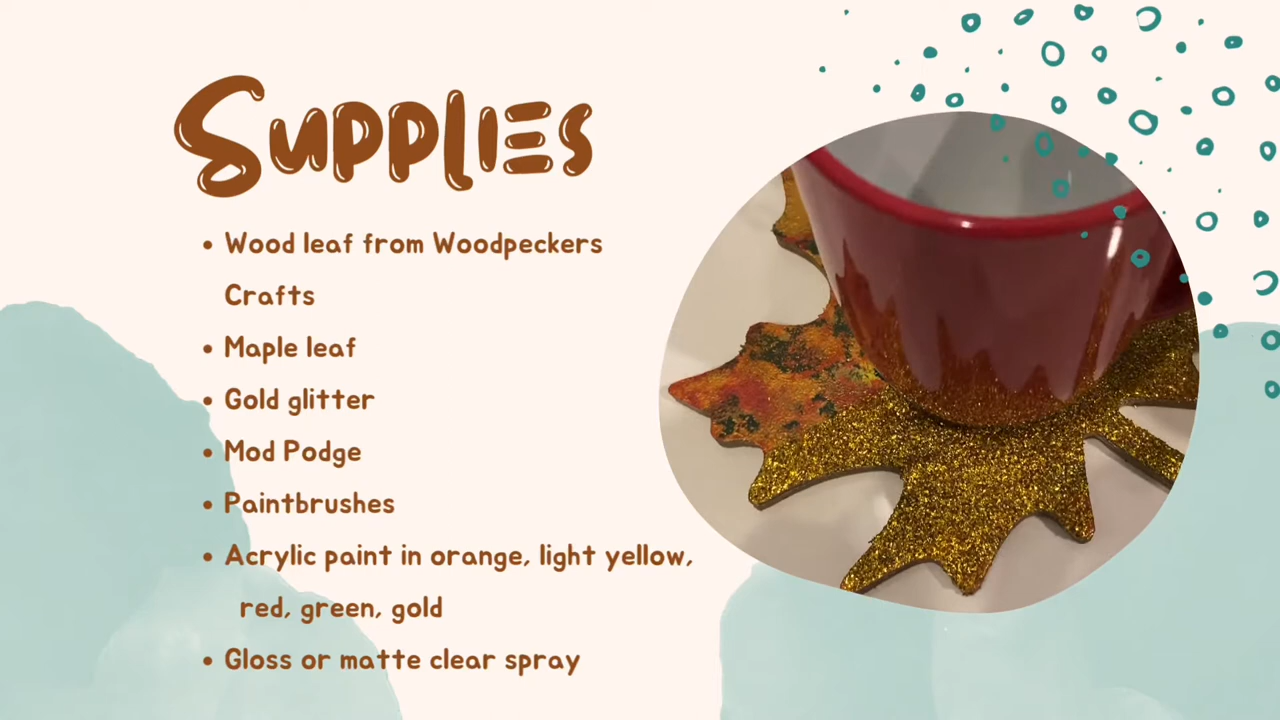 Supplies
• Wood leaf from Woodpeckers
Crafts
• Maple leaf
• Gold glitter
• Mod Podge
• Paintbrushes
• Acrylic paint in orange, light yellow,
red, green, gold
• Gloss or matte clear spray